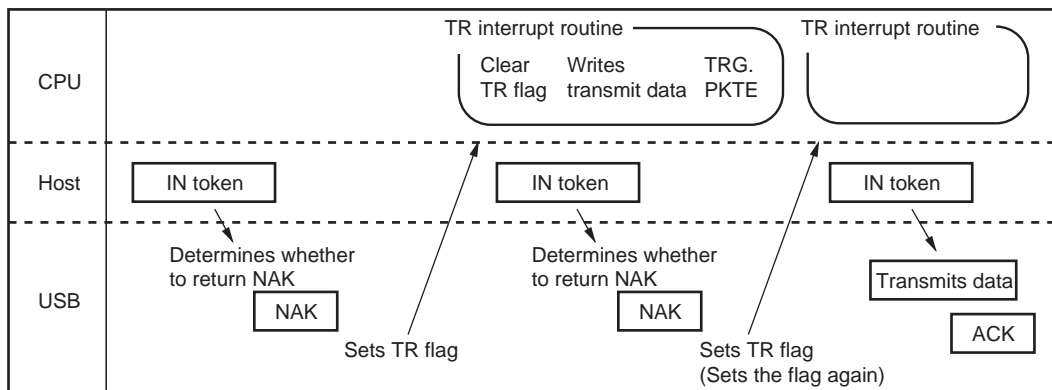 CPU
TR interrupt routine
Clear Writes TRG.
TR flag transmit data PKTE
TR interrupt routine
Host
IN token
IN token
IN token
USB
Determines whether
to return NAK
NAK
Sets TR flag
Determines whether
to return NAK
NAK
Sets TR flag
(Sets the flag again)
Transmits data
ACK